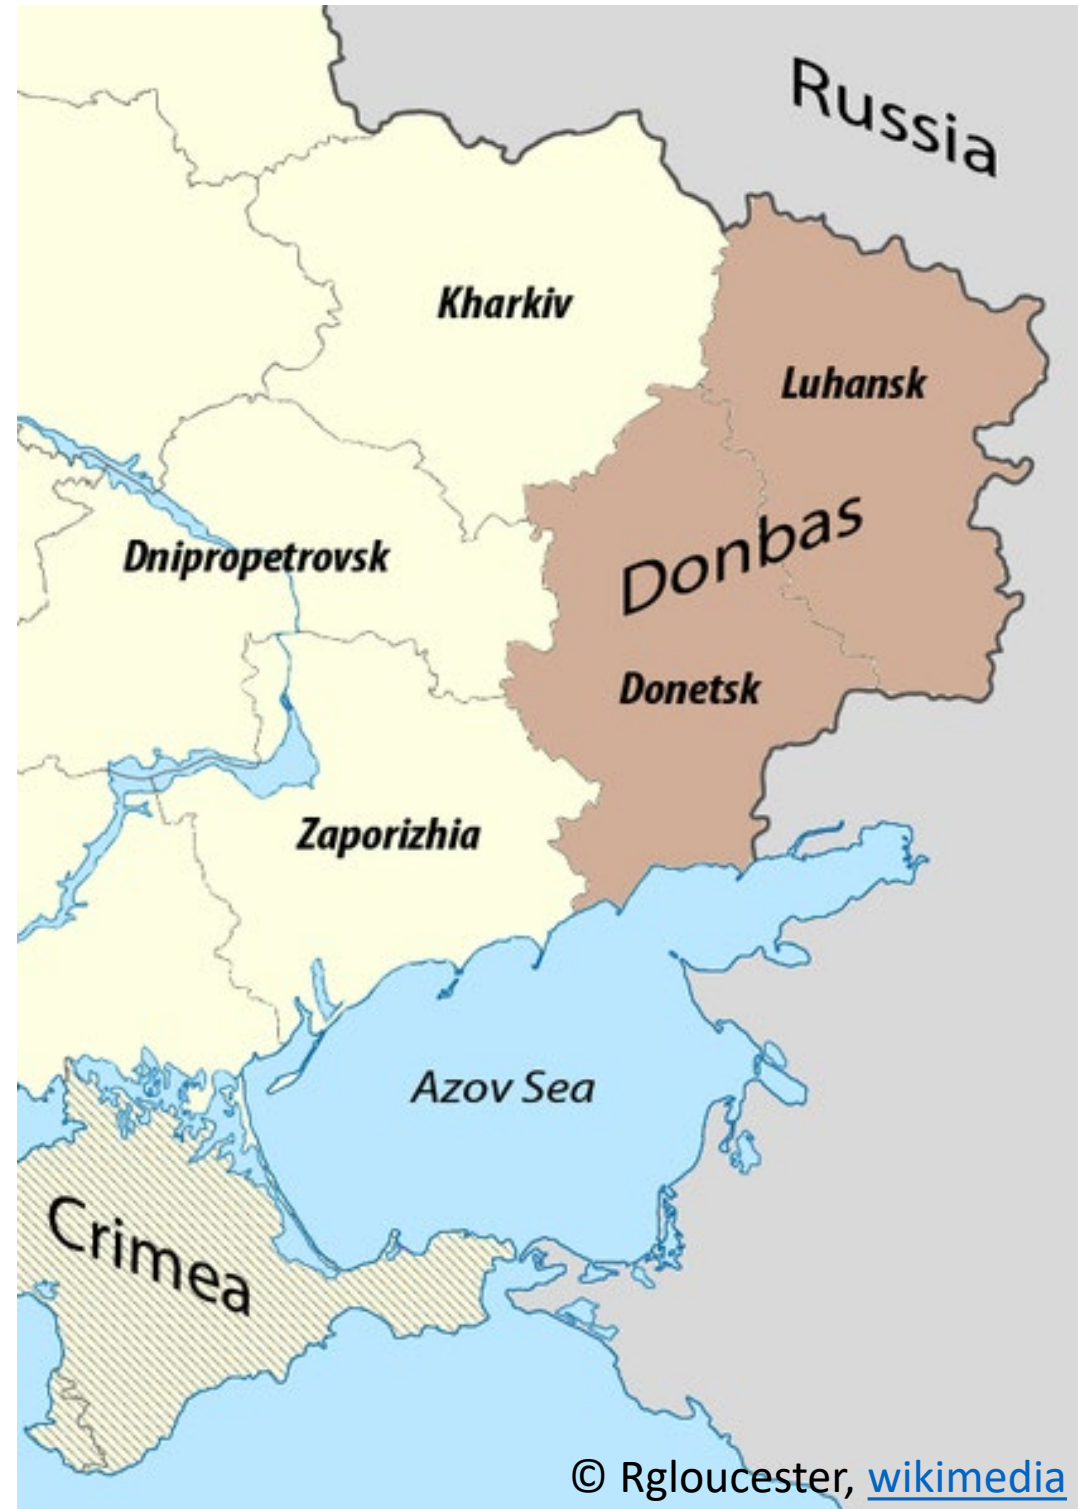 Russia
Kharkiv
Luhansk
Donbas
Dnipropetrovsk
Donetsk
Zaporizhia
Azov Sea
Crimea
© Rgloucester, wikimedia